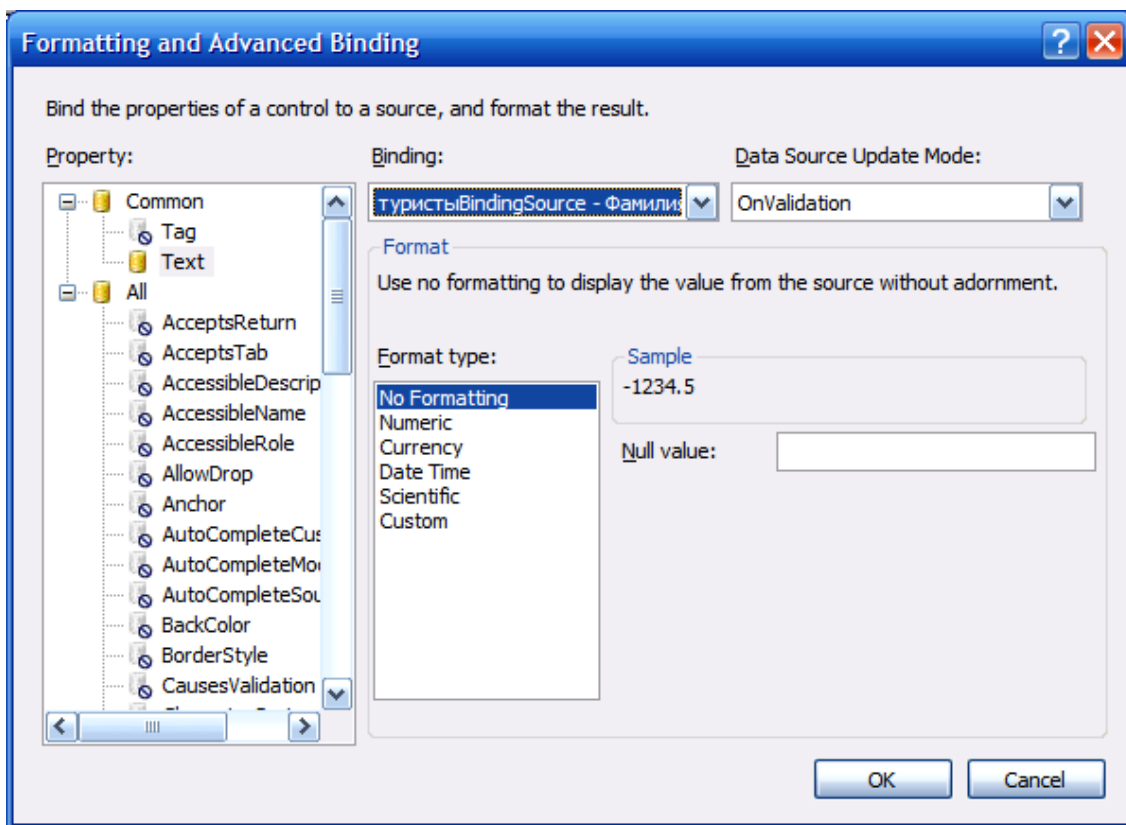 Formatting and Advanced Binding
Bind the properties of a control to a source, and format the result.
Property:
Binding:
Data Source Update Mode:
Common
Tag
Text
All
AcceptsReturn
AcceptsTab
AccessibleDescrip
AccessibleName
AccessibleRole
AllowDrop
Anchor
AutoCompleteCus
AutoCompleteMo
AutoCompleteSou
BackColor
BorderStyle
CausesValidation
туристыBindingSource - Фамилия
OnValidation
Format
Use no formatting to display the value from the source without adornment.
Format type:
No Formatting
Numeric
Currency
Date Time
Scientific
Custom
Sample
-1234.5
Null value:
OK
Cancel